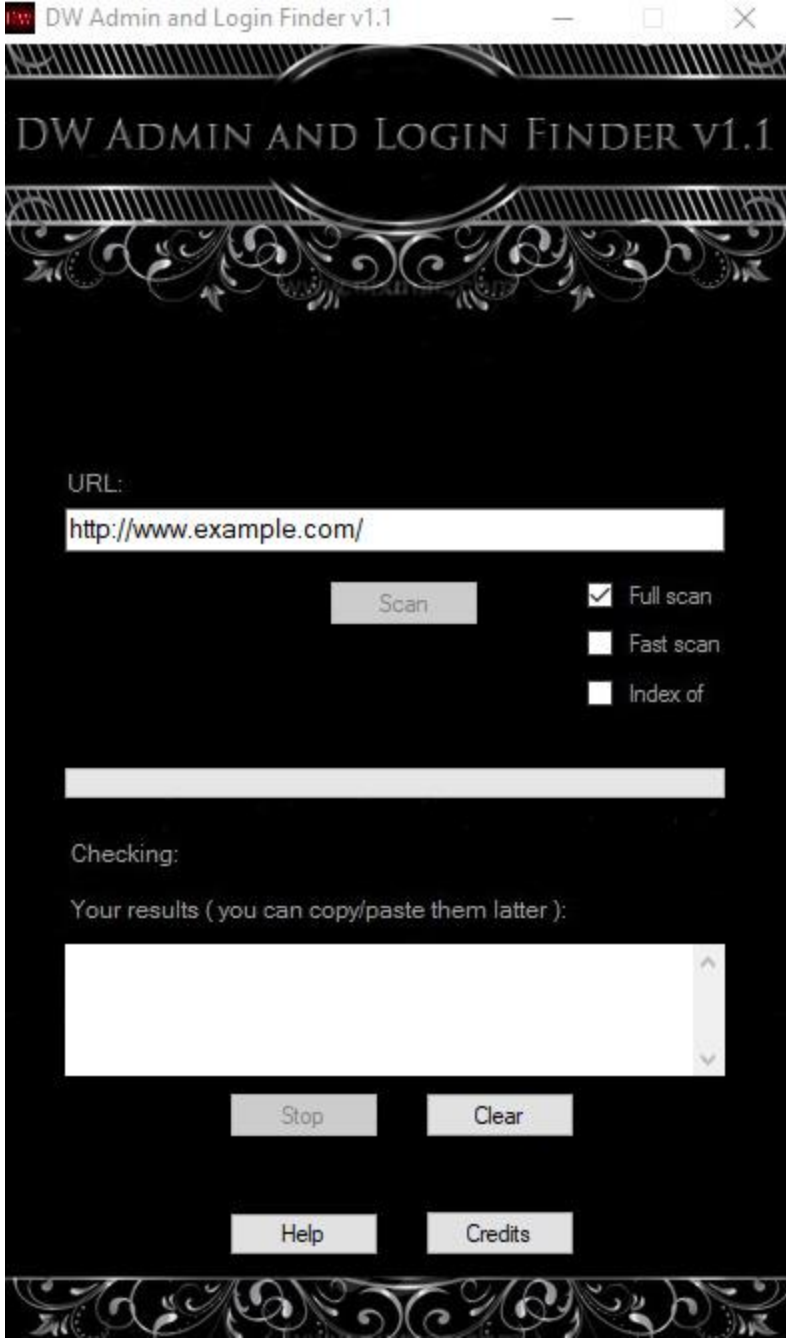 DW
DW Admin and Login Finder v1.1
DW ADMIN AND LOGIN FINDER V1.1
URL:
http://www.example.com/
Scan
Full scan
Fast scan
Index of
Checking:
Your results ( you can copy/paste them latter ):
Stop
Clear
Help
Credits